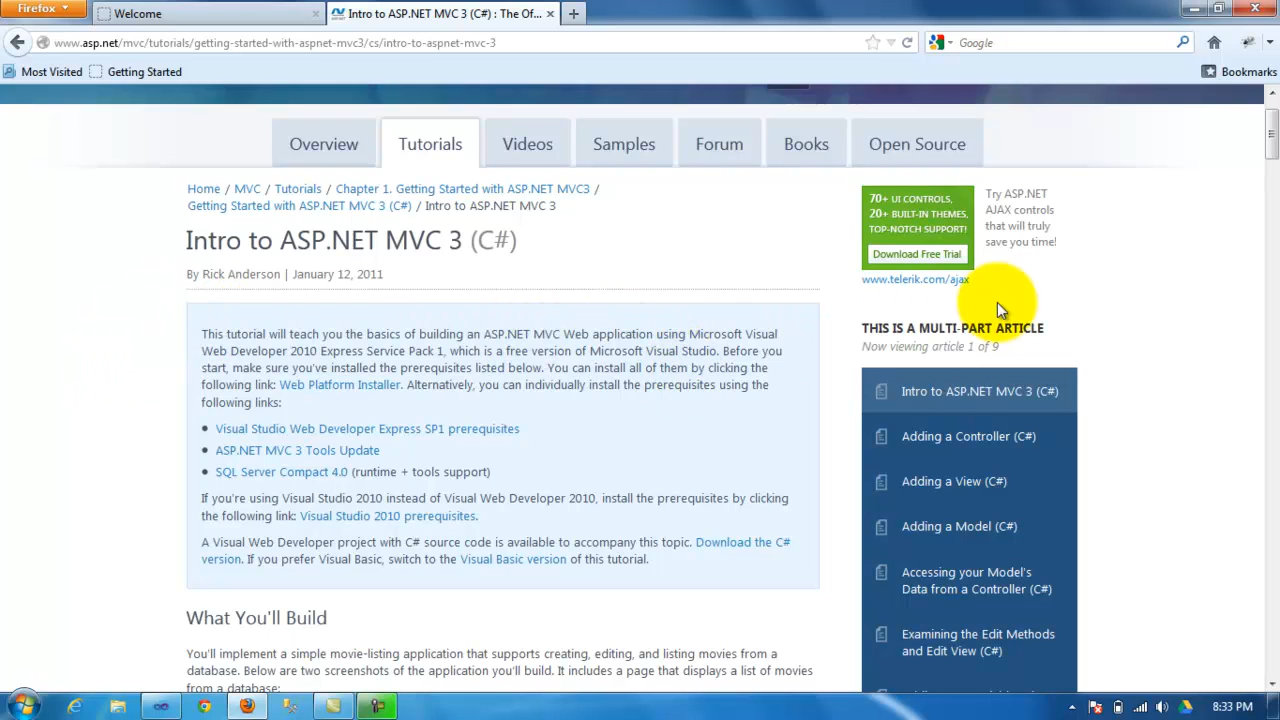 Firefox
Welcome
Intro to ASP.NET MVC 3 (C#) : The Of...
www.asp.net/mvc/tutorials/getting-started-with-aspnet-mvc3/cs/intro-to-aspnet-mvc-3
Google
Most Visited
Getting Started
Bookmarks
Overview
Tutorials
Videos
Samples
Forum
Books
Open Source
Home / MVC / Tutorials / Chapter 1. Getting Started with ASP.NET MVC3 /
Getting Started with ASP.NET MVC 3 (C#) / Intro to ASP.NET MVC 3
Intro to ASP.NET MVC 3 (C#)
By Rick Anderson | January 12, 2011
This tutorial will teach you the basics of building an ASP.NET MVC Web application using Microsoft Visual
Web Developer 2010 Express Service Pack 1, which is a free version of Microsoft Visual Studio. Before you
start, make sure you've installed the prerequisites listed below. You can install all of them by clicking the
following link: Web Platform Installer. Alternatively, you can individually install the prerequisites using the
following links:
Visual Studio Web Developer Express SP1 prerequisites
ASP.NET MVC 3 Tools Update
SQL Server Compact 4.0 (runtime + tools support)
If you're using Visual Studio 2010 instead of Visual Web Developer 2010, install the prerequisites by clicking
the following link: Visual Studio 2010 prerequisites.
A Visual Web Developer project with C# source code is available to accompany this topic. Download the C#
version. If you prefer Visual Basic, switch to the Visual Basic version of this tutorial.
What You'll Build
You'll implement a simple movie-listing application that supports creating, editing, and listing movies from a
database. Below are two screenshots of the application you'll build. It includes a page that displays a list of movies
from a database:
70+ UI CONTROLS,
20+ BUILT-IN THEMES,
TOP-NOTCH SUPPORT!
Download Free Trial
Try ASP.NET
AJAX controls
that will truly
save you time!
www.telerik.com/ajax
THIS IS A MULTI-PART ARTICLE
Now viewing article 1 of 9
Intro to ASP.NET MVC 3 (C#)
Adding a Controller (C#)
Adding a View (C#)
Adding a Model (C#)
Accessing your Model's
Data from a Controller (C#)
Examining the Edit Methods
and Edit View (C#)
8:33 PM